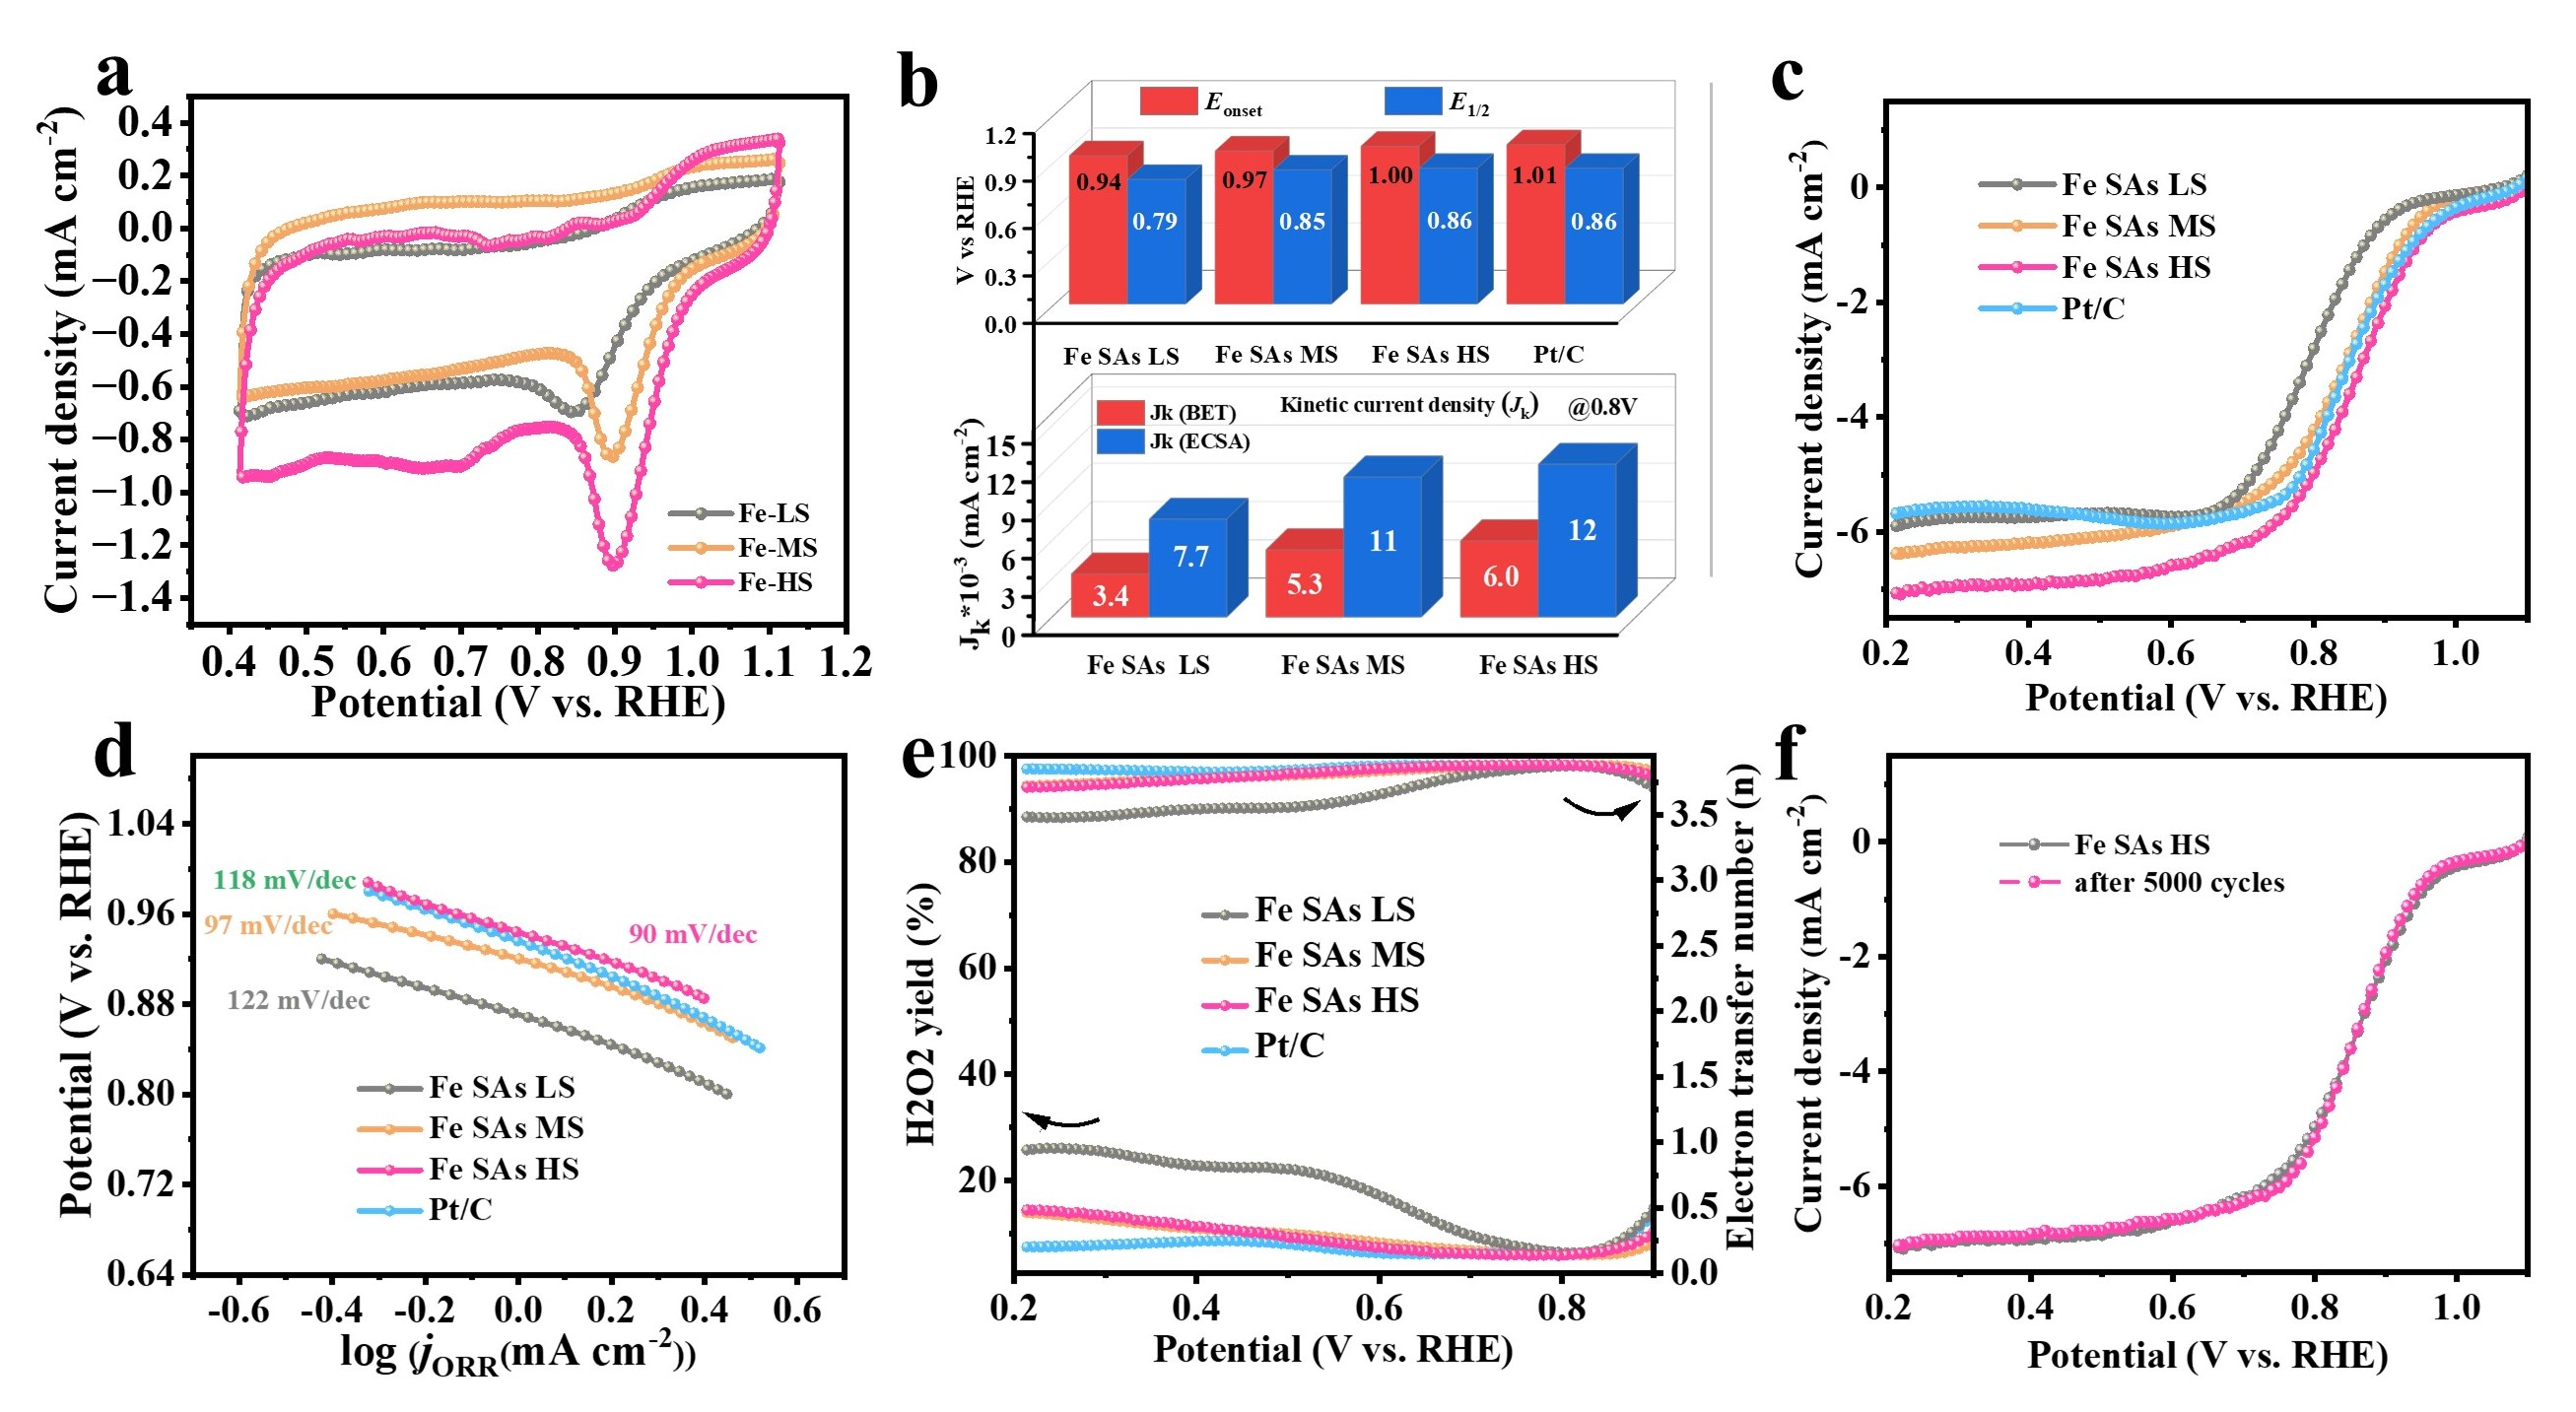 a
0.4
0.2
0.0
−0.2
−0.4
−0.6
−0.8
−1.0
−1.2
−1.4
Current density (mA cm-2)
Fe-LS
Fe-MS
Fe-HS
0.4 0.5 0.6 0.7 0.8 0.9 1.0 1.1 1.2
Potential (V vs. RHE)
b
Eonset
E1/2
1.2
0.9
0.6
0.3
0.0
V vs RHE
0.94 0.79 0.97 0.85 1.00 0.86 1.01 0.86
Fe SAs LS Fe SAs MS Fe SAs HS Pt/C
Jk (BET)
Jk (ECSA)
Kinetic current density (Jk) @0.8V
15
12
9
6
3
0
Jk*10-3 (mA cm-2)
3.4 7.7 5.3 11 6.0 12
Fe SAs LS Fe SAs MS Fe SAs HS
c
0
-2
-4
-6
Current density (mA cm-2)
Fe SAs LS
Fe SAs MS
Fe SAs HS
Pt/C
0.2 0.4 0.6 0.8 1.0
Potential (V vs. RHE)
d
1.04
0.96
0.88
0.80
0.72
0.64
Potential (V vs. RHE)
118 mV/dec
97 mV/dec
90 mV/dec
122 mV/dec
Fe SAs LS
Fe SAs MS
Fe SAs HS
Pt/C
-0.6 -0.4 -0.2 0.0 0.2 0.4 0.6
log (jORR(mA cm-2))
e
100
80
60
40
20
H2O2 yield (%)
Fe SAs LS
Fe SAs MS
Fe SAs HS
Pt/C
3.5
3.0
2.5
2.0
1.5
1.0
0.5
0.0
Electron transfer number (n)
0.2 0.4 0.6 0.8
Potential (V vs. RHE)
f
0
-2
-4
-6
Current density (mA cm-2)
Fe SAs HS
after 5000 cycles
0.2 0.4 0.6 0.8 1.0
Potential (V vs. RHE)